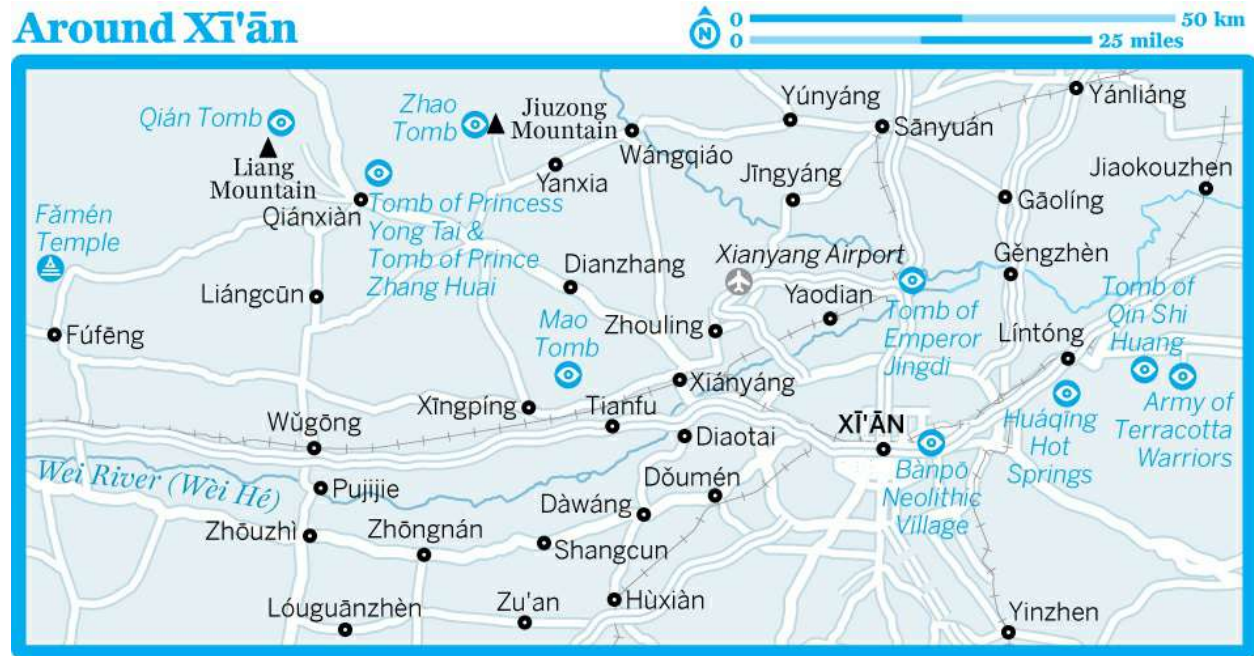 Around Xī'ān
N
0 50 km
0 25 miles
Qián Tomb
Liang
Mountain
Zhao
Tomb
Jiuzong
Mountain
Wángqiáo
Yúnyáng
Sānyuán
Yánliáng
Yanxia
Jīngyáng
Jiaokouzhen
Gāolíng
Qiánxiàn
Tomb of Princess
Yong Tai &
Tomb of Prince
Zhang Huai
Fǎmén
Temple
Liángcūn
Dianzhang
Xianyang Airport
Gěngzhèn
Yaodian
Tomb of
Emperor
Jingdi
Tomb of
Qin Shi
Huang
Fúfēng
Mao
Tomb
Zhouling
Líntóng
Xiányáng
Xīngpíng
Tianfu
Army of
Terracotta
Warriors
Huáqīng
Hot
Springs
Wǔgōng
Diaotai
XĪ'ĀN
Bànpō
Neolithic
Village
Wei River (Wèi Hé)
Pujijie
Dǒumén
Dàwáng
Zhōuzhì
Zhōngnán
Shangcun
Lóuguānzhèn
Zu'an
Hùxiàn
Yinzhen